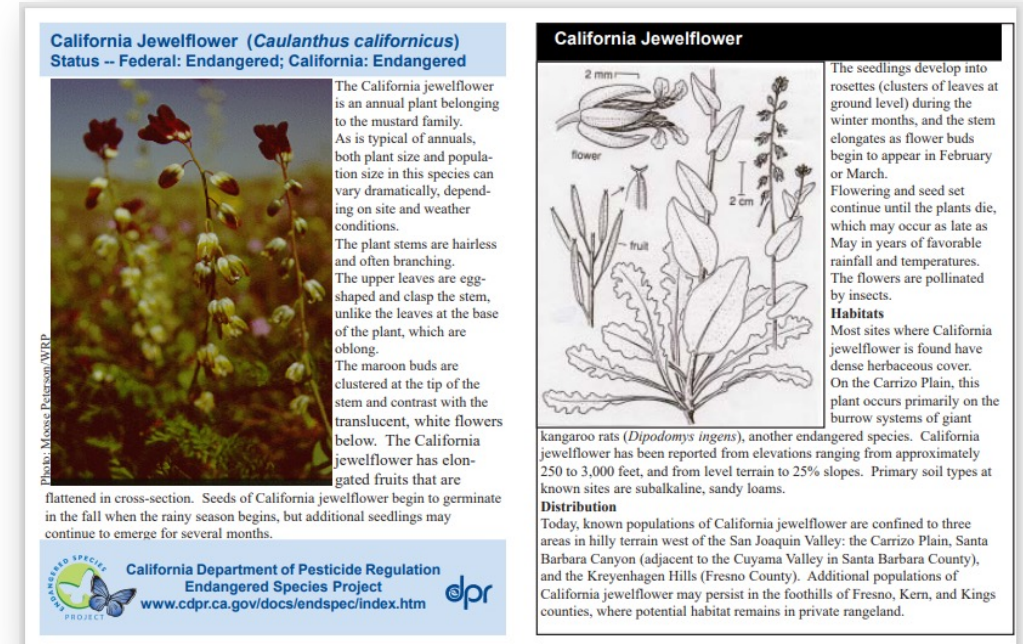 California Jewelflower (Caulanthus californicus)
Status -- Federal: Endangered; California: Endangered
The California jewelflower
is an annual plant belonging
to the mustard family.
As is typical of annuals,
both plant size and popula-
tion size in this species can
vary dramatically, depend-
ing on site and weather
conditions.
The plant stems are hairless
and often branching.
The upper leaves are egg-
shaped and clasp the stem,
unlike the leaves at the base
of the plant, which are
oblong.
The maroon buds are
clustered at the tip of the
stem and contrast with the
translucent, white flowers
below. The California
jewelflower has elon-
gated fruits that are
flattened in cross-section. Seeds of California jewelflower begin to germinate
in the fall when the rainy season begins, but additional seedlings may
continue to emerge for several months.
Photo: Moose Peterson/WRP
ENDANGERED SPECIES
PROJECT
California Department of Pesticide Regulation
Endangered Species Project
www.cdpr.ca.gov/docs/endspec/index.htm
dpr
California Jewelflower
2 mm
flower
2 cm
fruit
The seedlings develop into
rosettes (clusters of leaves at
ground level) during the
winter months, and the stem
elongates as flower buds
begin to appear in February
or March.
Flowering and seed set
continue until the plants die,
which may occur as late as
May in years of favorable
rainfall and temperatures.
The flowers are pollinated
by insects.
Habitats
Most sites where California
jewelflower is found have
dense herbaceous cover.
On the Carrizo Plain, this
plant occurs primarily on the
burrow systems of giant
kangaroo rats (Dipodomys ingens), another endangered species. California
jewelflower has been reported from elevations ranging from approximately
250 to 3,000 feet, and from level terrain to 25% slopes. Primary soil types at
known sites are subalkaline, sandy loams.
Distribution
Today, known populations of California jewelflower are confined to three
areas in hilly terrain west of the San Joaquin Valley: the Carrizo Plain, Santa
Barbara Canyon (adjacent to the Cuyama Valley in Santa Barbara County),
and the Kreyenhagen Hills (Fresno County). Additional populations of
California jewelflower may persist in the foothills of Fresno, Kern, and Kings
counties, where potential habitat remains in private rangeland.